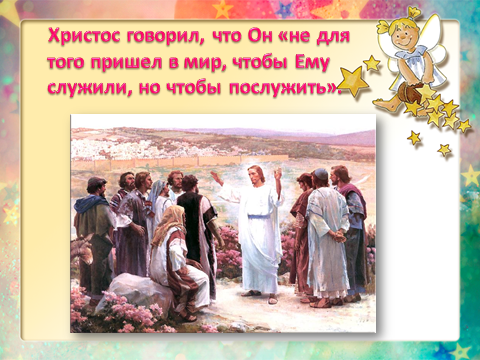 Христос говорил, что Он «не для
того пришел в мир, чтобы Ему
служили, но чтобы послужить».